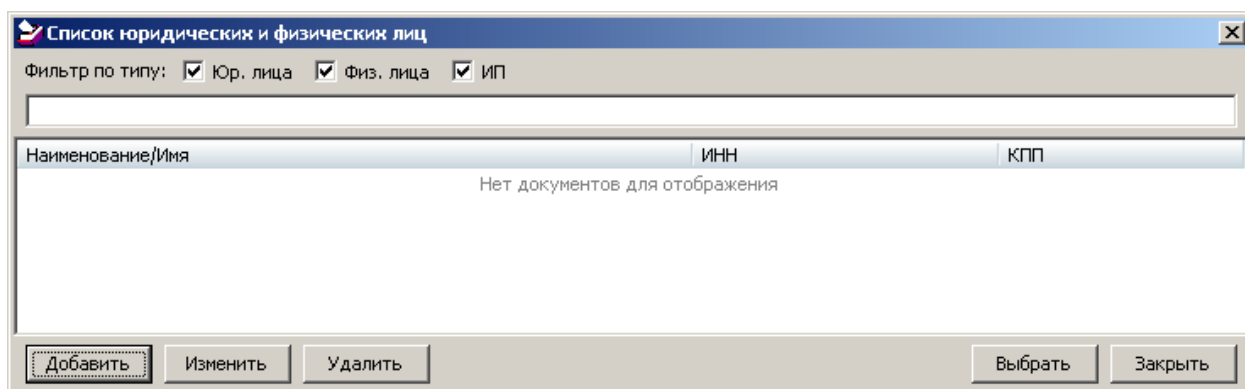 Список юридических и физических лиц
Фильтр по типу: Юр. лица Физ. лица ИП
Наименование/Имя ИНН КПП
Нет документов для отображения
Добавить Изменить Удалить Выбрать Закрыть